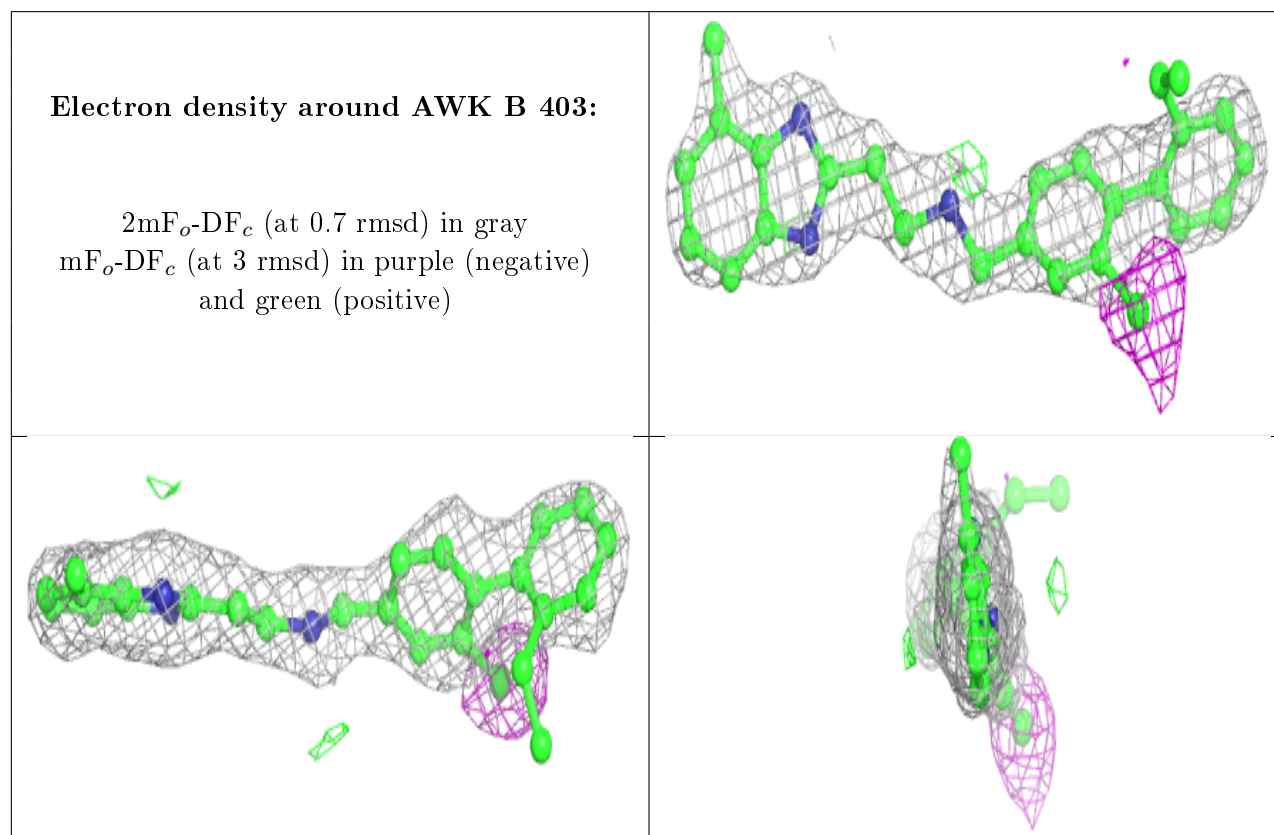 Electron density around AWK B 403:
2mFo-DFc (at 0.7 rmsd) in gray
mFo-DFc (at 3 rmsd) in purple (negative)
and green (positive)